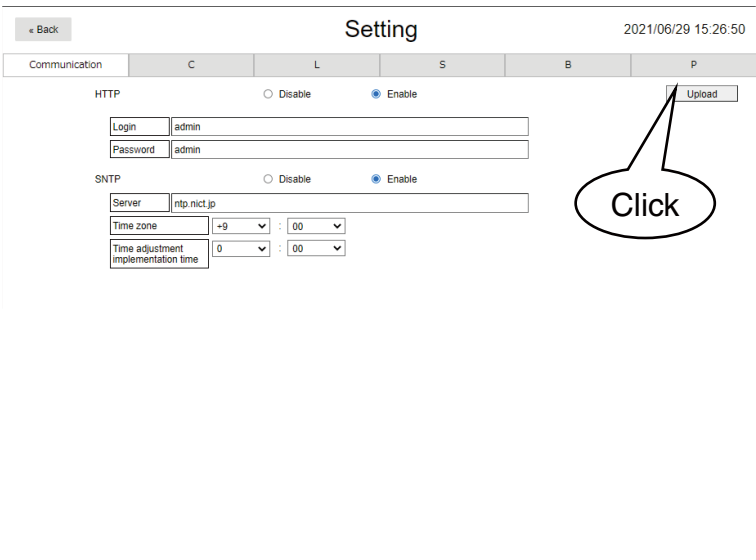 « Back
Setting
2021/06/29 15:26:50
Communication C L S B P
HTTP Disable Enable Upload
Login admin
Password admin
SNTP Disable Enable
Click
Server ntp.nict.jp
Time zone +9 : 00
Time adjustment
implementation time 0 : 00